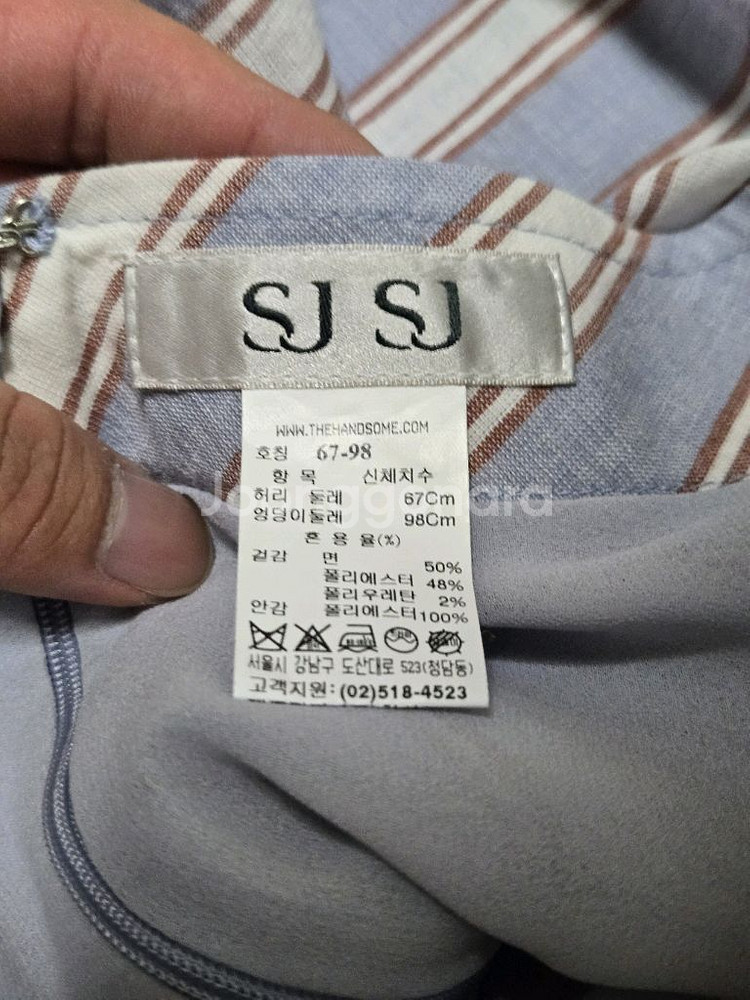 SJ SJ
WWW.THEHANDSOME.COM
호칭 67-98
항 목 신체치수
허리 둘레 67Cm
엉덩이둘레 98Cm
혼 용 율(%)
겉감 면 50%
폴리에스터 48%
폴리우레탄 2%
안감 폴리에스터 100%
서울시 강남구 도산대로 523(청담동)
고객지원: (02)518-4523
Joonggonara